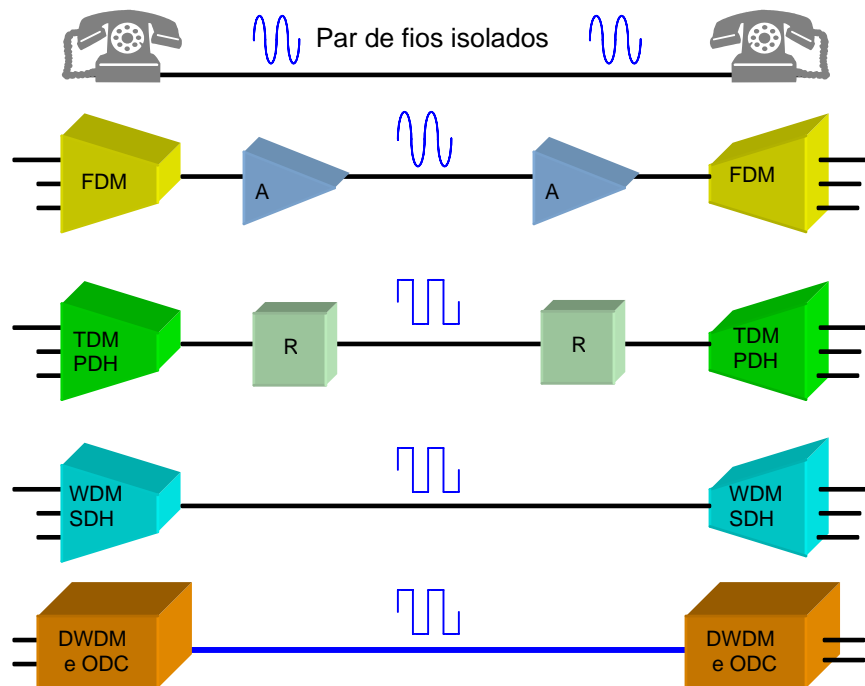 Par de fios isolados
FDM
A
A
FDM
TDM
PDH
R
R
TDM
PDH
WDM
SDH
WDM
SDH
DWDM
e ODC
DWDM
e ODC